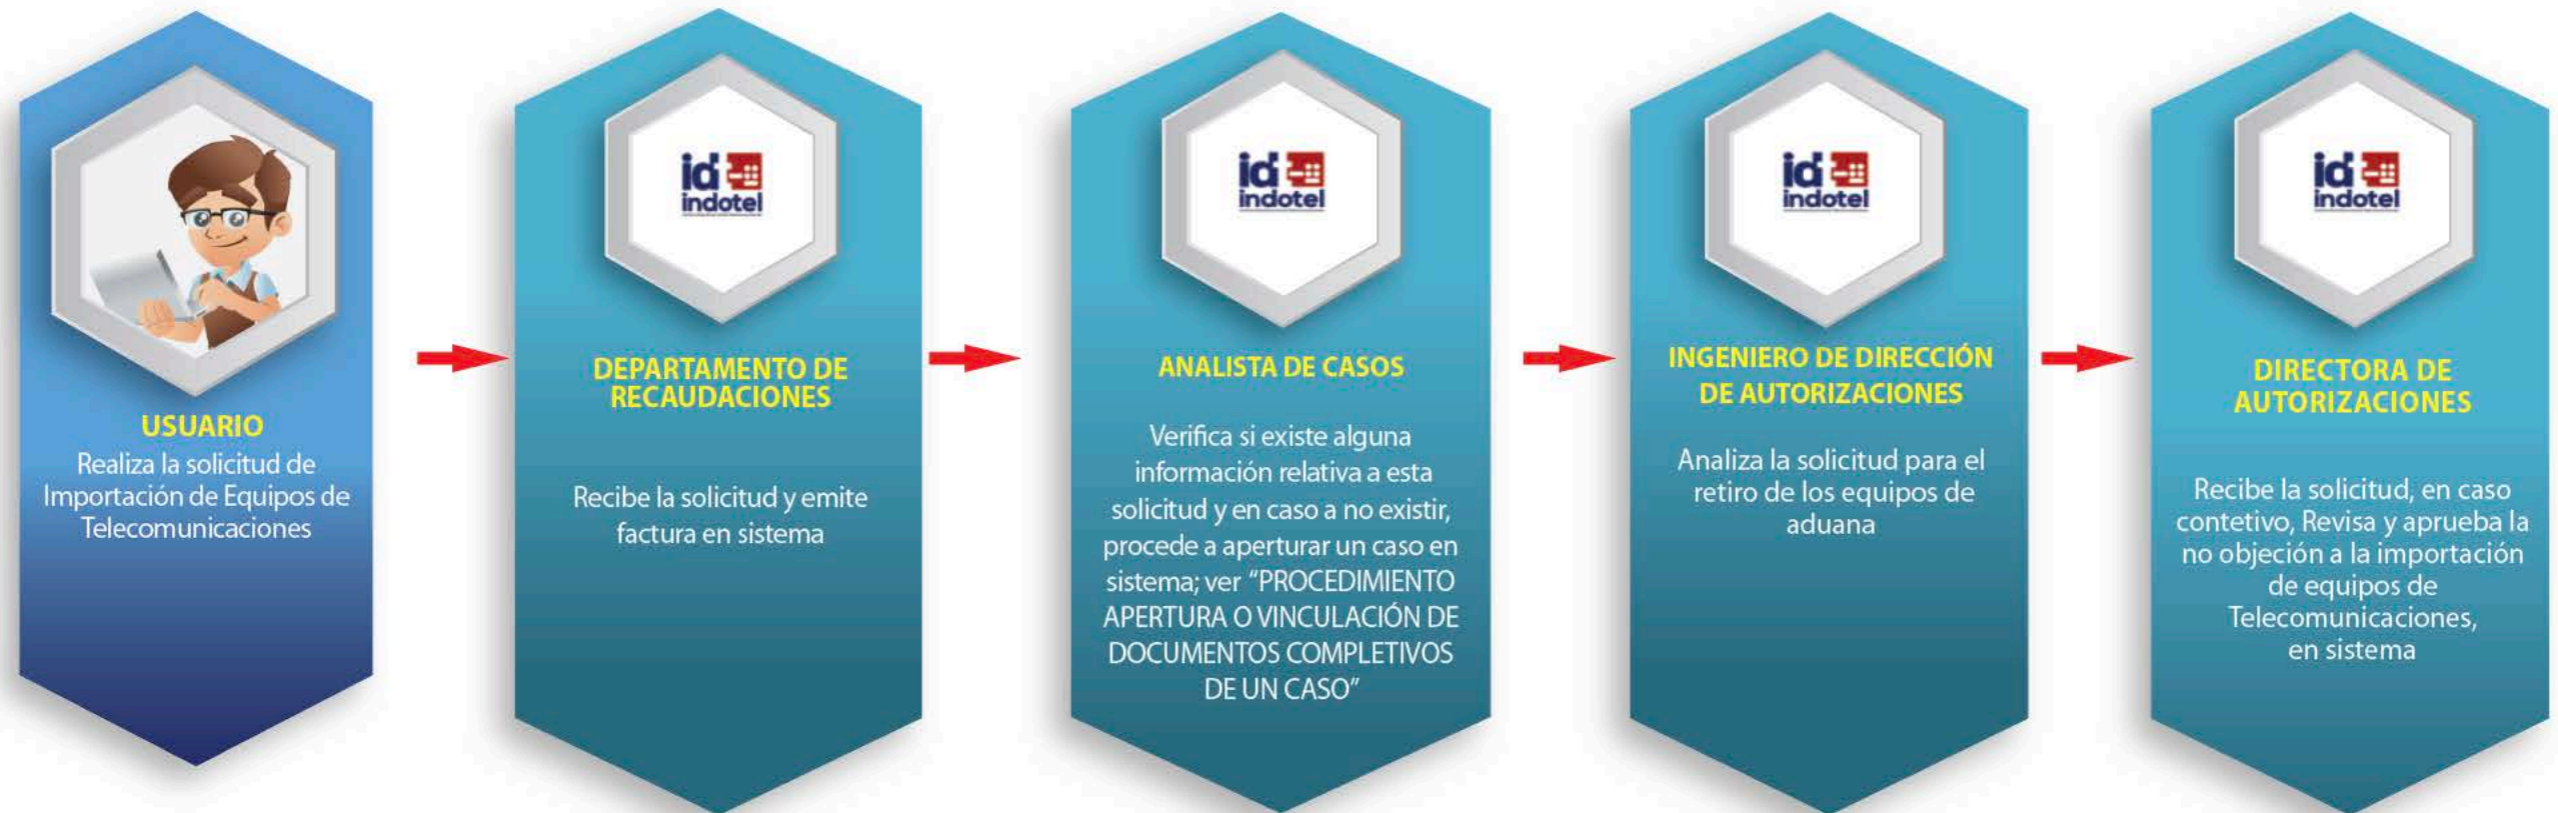 USUARIO
Realiza la solicitud de
Importación de Equipos de
Telecomunicaciones
id
indotel
DEPARTAMENTO DE
RECAUDACIONES
Recibe la solicitud y emite
factura en sistema
id
indotel
ANALISTA DE CASOS
Verifica si existe alguna
información relativa a esta
solicitud y en caso a no existir,
procede a aperturar un caso en
sistema; ver “PROCEDIMIENTO
APERTURA O VINCULACIÓN DE
DOCUMENTOS COMPLETIVOS
DE UN CASO”
id
indotel
INGENIERO DE DIRECCIÓN
DE AUTORIZACIONES
Analiza la solicitud para el
retiro de los equipos de
aduana
id
indotel
DIRECTORA DE
AUTORIZACIONES
Recibe la solicitud, en caso
contetivo, Revisa y aprueba la
no objeción a la importación
de equipos de
Telecomunicaciones,
en sistema